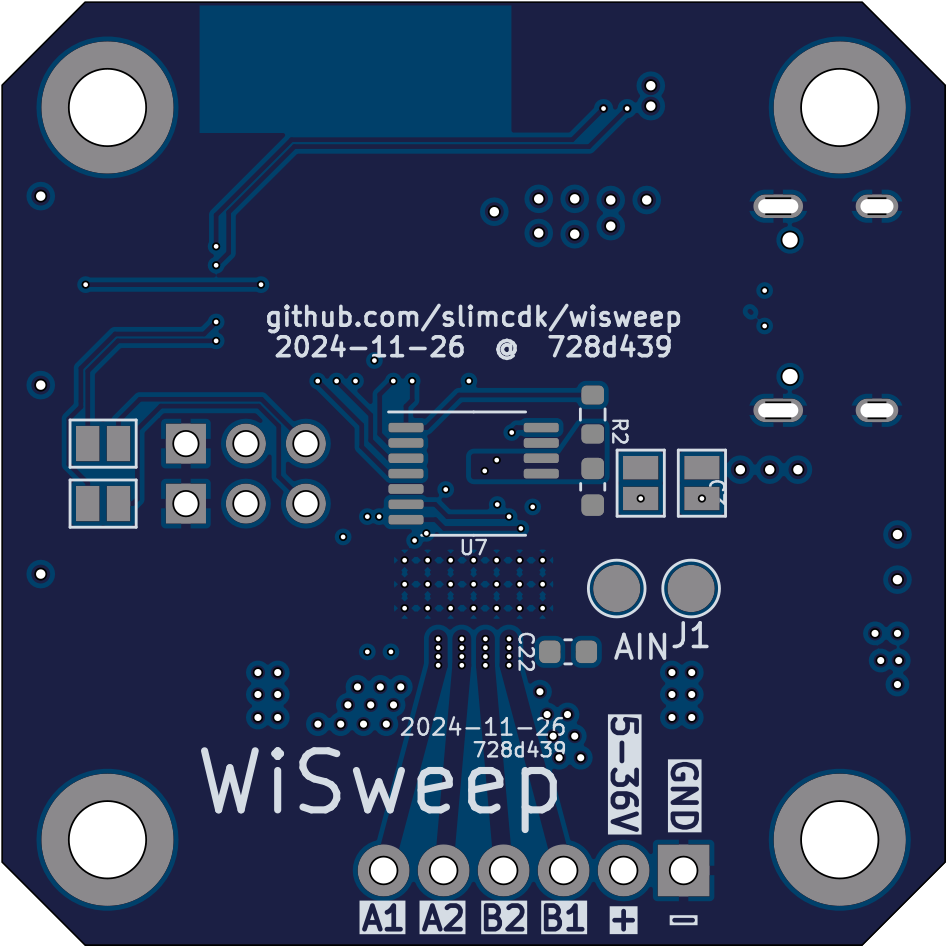 github.com/slimcdk/wisweep
2024-11-26 @ 728d439
R2
U7
J1
AIN
C22
2024-11-26
728d439
WiSweep
5-36V
GND
A1 A2 B2 B1 + -